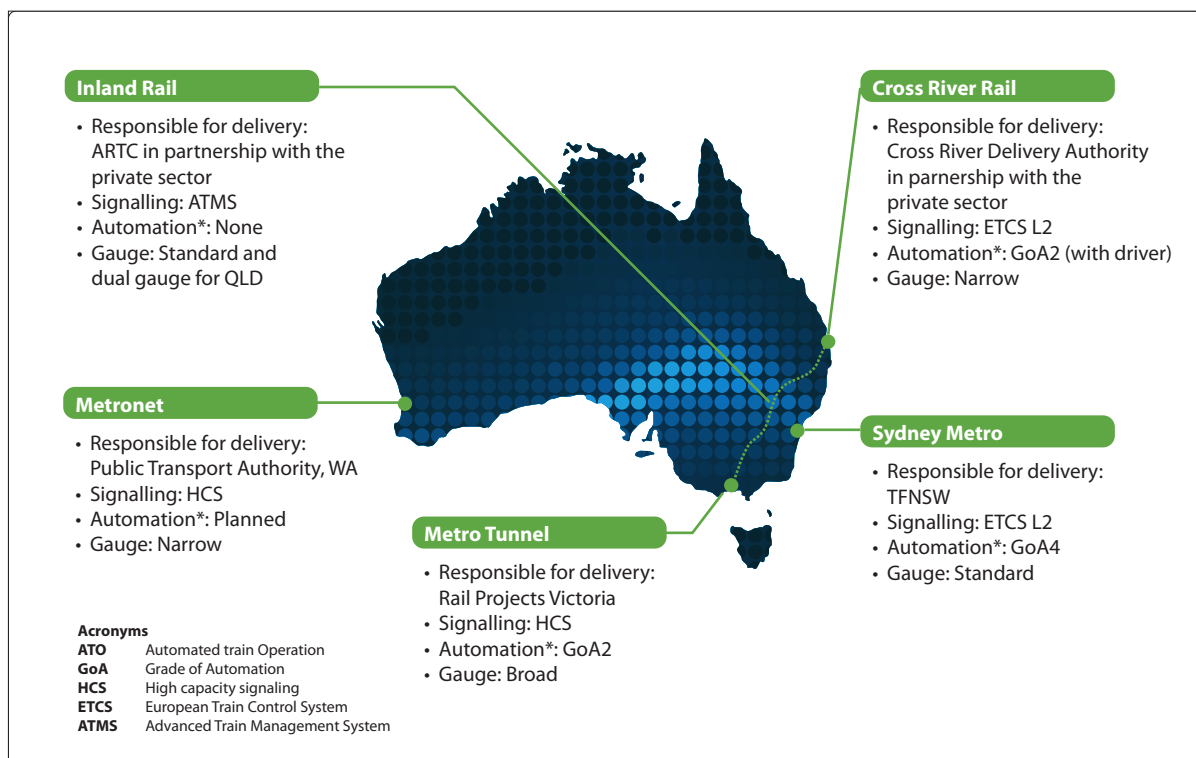 Inland Rail
• Responsible for delivery:
ARTC in partnership with the
private sector
• Signalling: ATMS
• Automation*: None
• Gauge: Standard and
dual gauge for QLD
Cross River Rail
• Responsible for delivery:
Cross River Delivery Authority
in partnership with the
private sector
• Signalling: ETCS L2
• Automation*: GoA2 (with driver)
• Gauge: Narrow
Metronet
• Responsible for delivery:
Public Transport Authority, WA
• Signalling: HCS
• Automation*: Planned
• Gauge: Narrow
Sydney Metro
• Responsible for delivery:
TFNSW
• Signalling: ETCS L2
• Automation*: GoA4
• Gauge: Standard
Metro Tunnel
• Responsible for delivery:
Rail Projects Victoria
• Signalling: HCS
• Automation*: GoA2
• Gauge: Broad
Acronyms
ATO Automated train Operation
GoA Grade of Automation
HCS High capacity signaling
ETCS European Train Control System
ATMS Advanced Train Management System